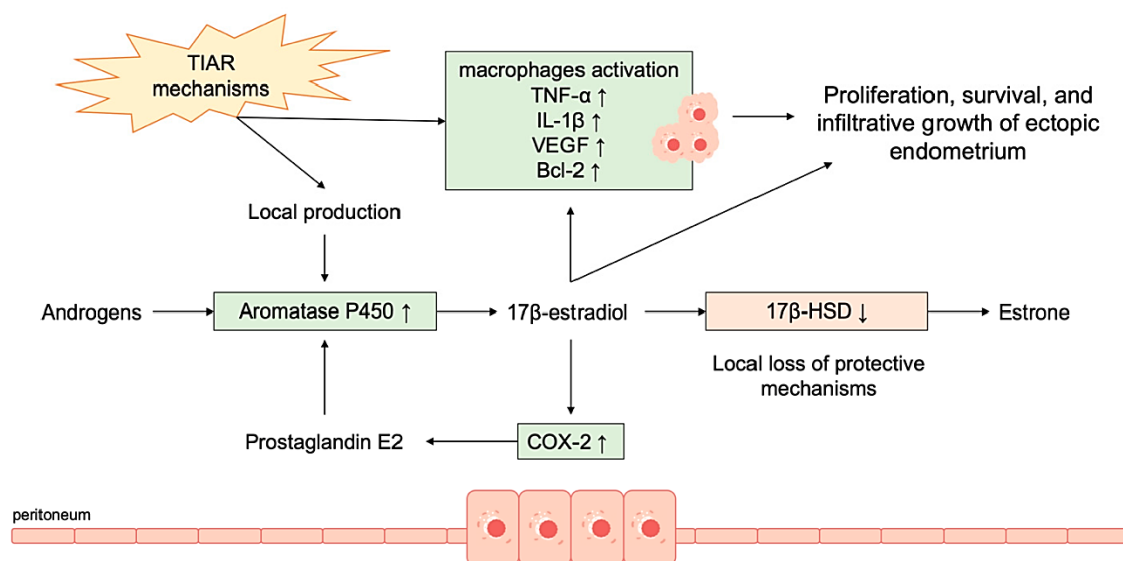 TIAR
mechanisms
macrophages activation
TNF-α ↑
IL-1β ↑
VEGF ↑
Bcl-2 ↑
Proliferation, survival, and
infiltrative growth of ectopic
endometrium
Local production
Androgens
Aromatase P450 ↑
17β-estradiol
17β-HSD ↓
Estrone
Local loss of protective
mechanisms
Prostaglandin E2
COX-2 ↑
peritoneum